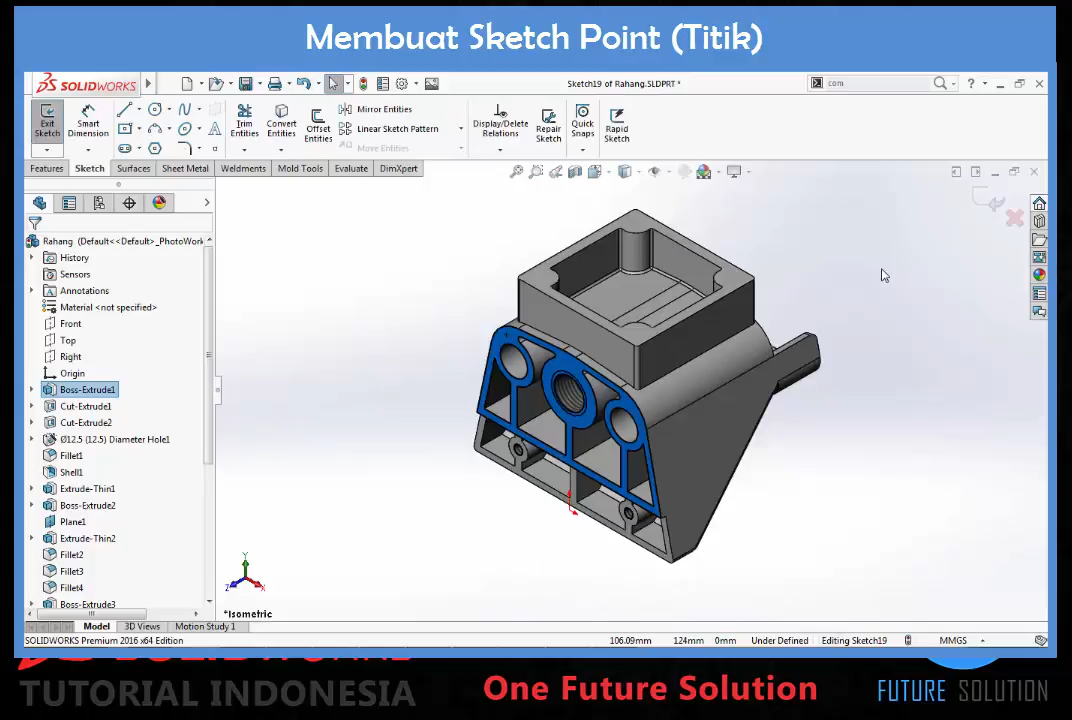 Membuat Sketch Point (Titik)
SOLIDWORKS
Sketch19 of Rahang.SLDPRT *
com
Exit Sketch
Smart Dimension
Trim Entities
Convert Entities
Offset Entities
Mirror Entities
Linear Sketch Pattern
Move Entities
Display/Delete Relations
Repair Sketch
Quick Snaps
Rapid Sketch
Features
Sketch
Surfaces
Sheet Metal
Weldments
Mold Tools
Evaluate
DimXpert
Rahang (Default<<Default>_PhotoWork
History
Sensors
Annotations
Material <not specified>
Front
Top
Right
Origin
Boss-Extrude1
Cut-Extrude1
Cut-Extrude2
Ø12.5 (12.5) Diameter Hole1
Fillet1
Shell1
Extrude-Thin1
Boss-Extrude2
Plane1
Extrude-Thin2
Fillet2
Fillet3
Fillet4
Boss-Extrude3
Y
Z
X
*Isometric
Model
3D Views
Motion Study 1
SOLIDWORKS Premium 2016 x64 Edition
106.09mm
124mm
0mm
Under Defined
Editing Sketch19
MMGS
TUTORIAL INDONESIA
One Future Solution
FUTURE SOLUTION